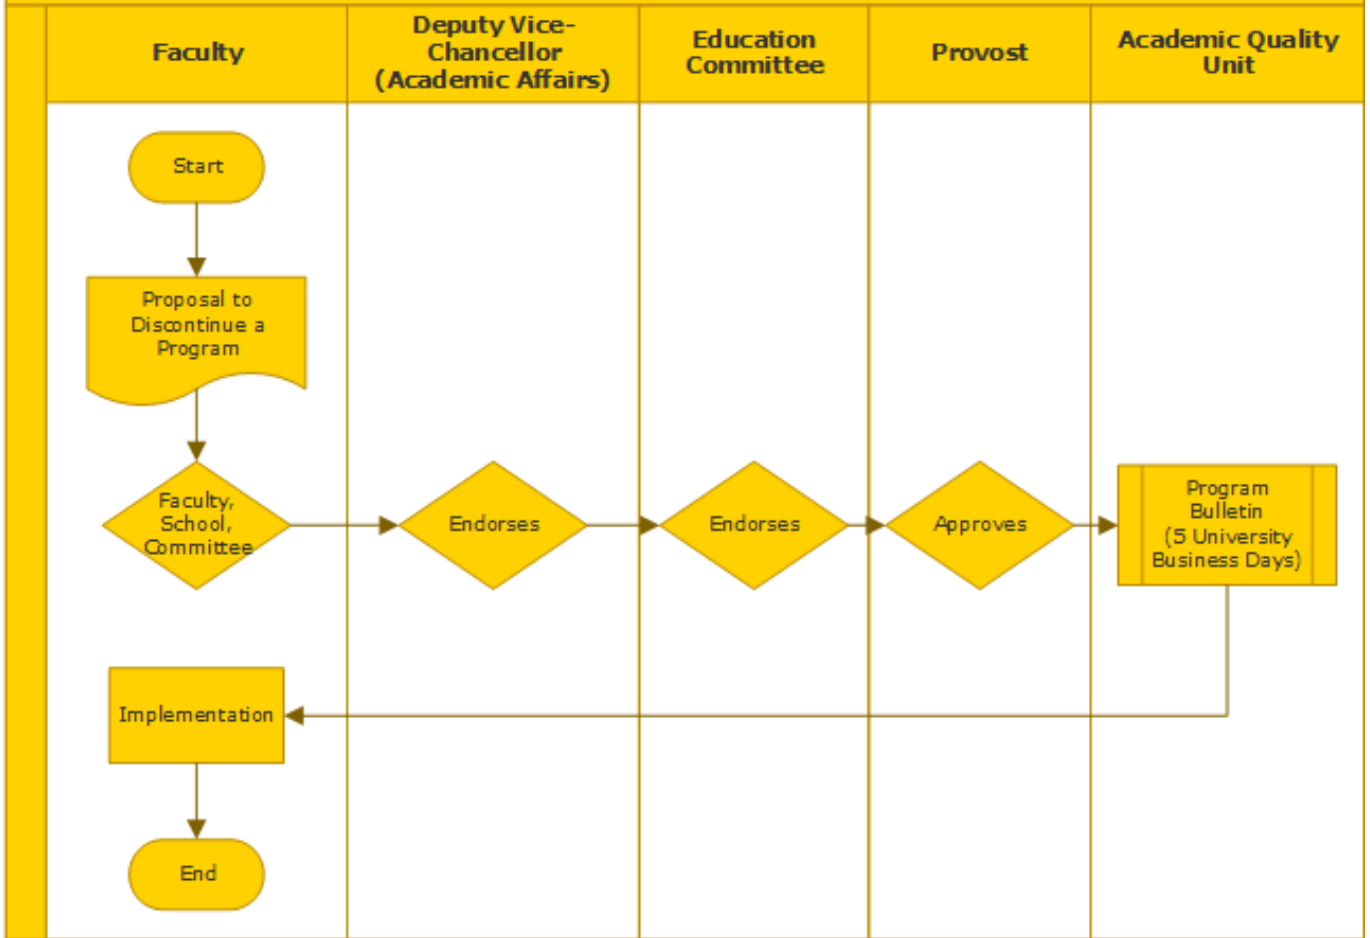 Faculty
Deputy Vice-
Chancellor
(Academic Affairs)
Education
Committee
Provost
Academic Quality
Unit
Start
Proposal to
Discontinue a
Program
Faculty,
School,
Committee
Endorses
Endorses
Approves
Program
Bulletin
(5 University
Business Days)
Implementation
End